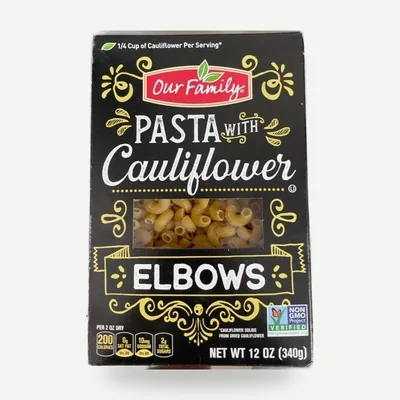 1/4 Cup of Cauliflower Per Serving*
Our Family.
PASTA WITH
Cauliflower
ELBOWS
PER 2 OZ DRY
200 CALORIES
0g SAT FAT
10mg SODIUM
2g TOTAL SUGARS
*CAULIFLOWER SOLIDS
FROM DRIED CAULIFLOWER
NON
GMO
Project
VERIFIED
NET WT 12 OZ (340g)